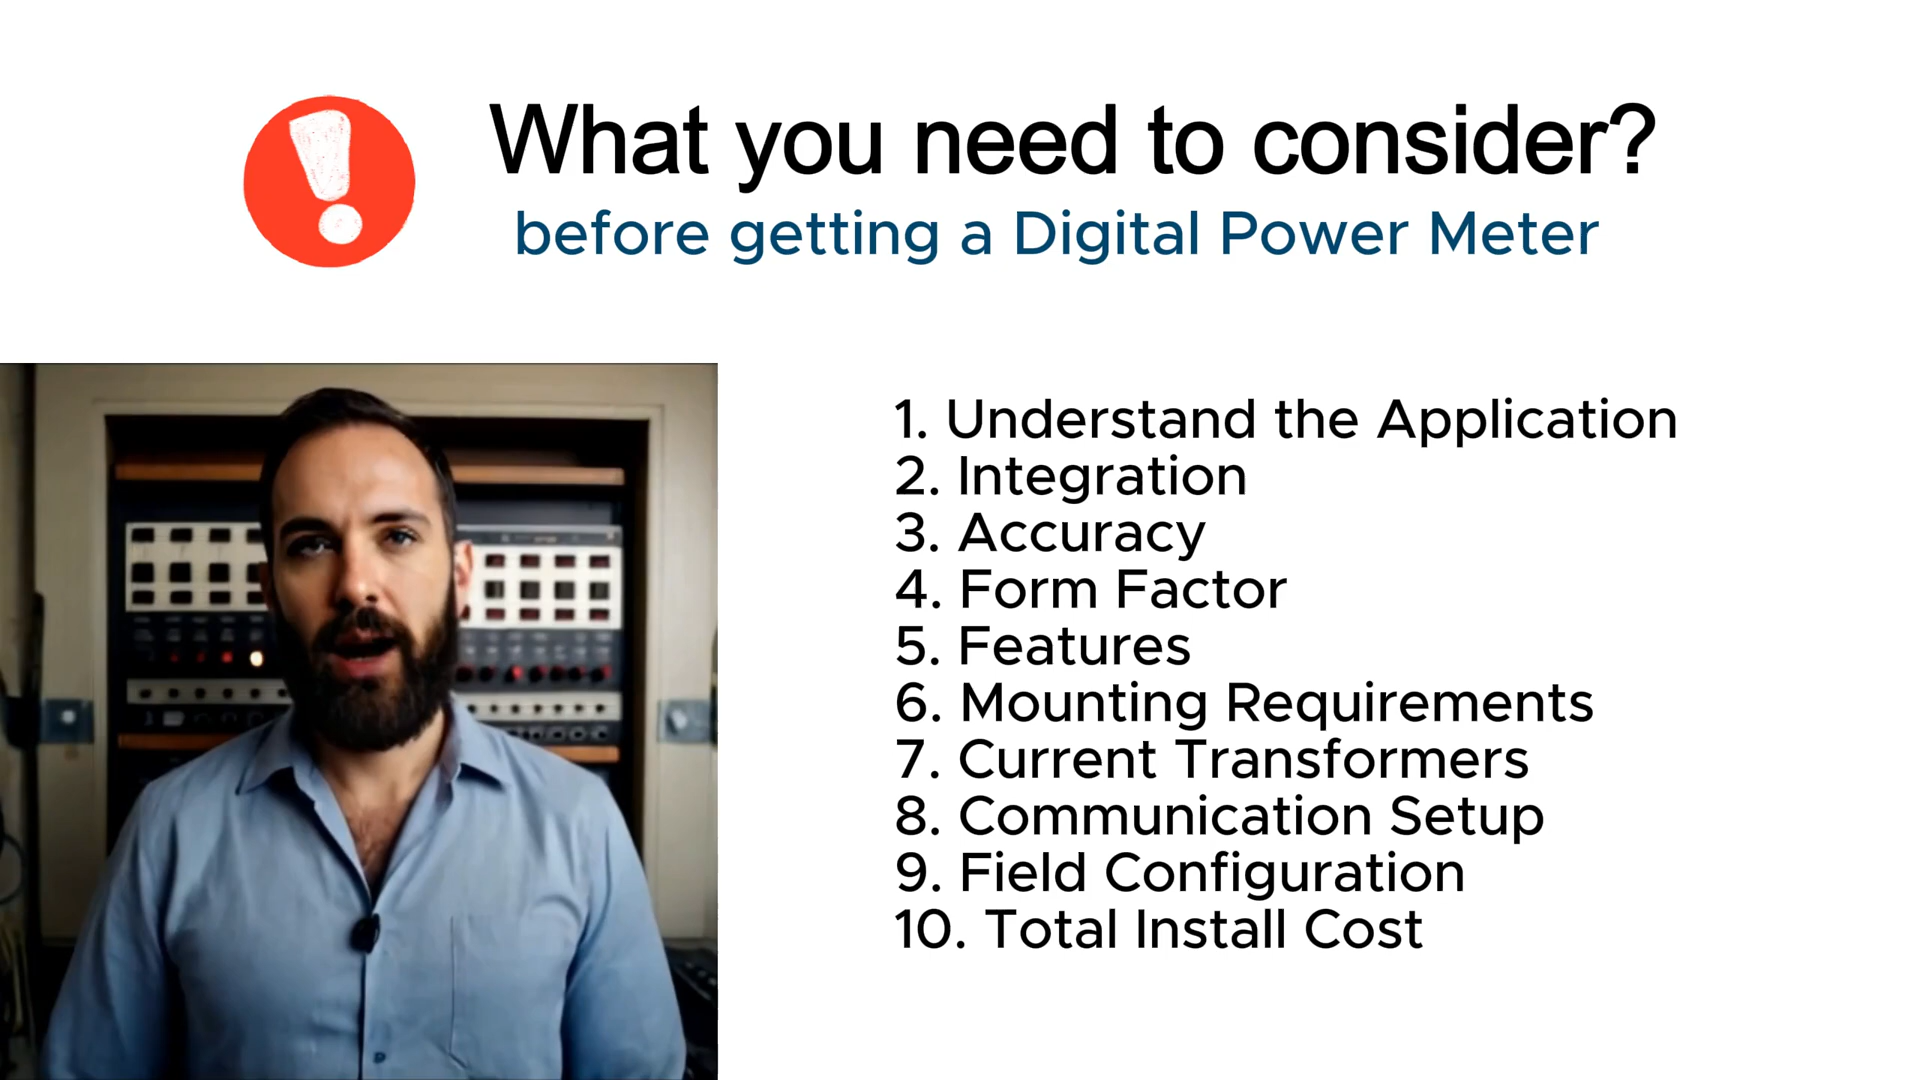 What you need to consider?
before getting a Digital Power Meter
1. Understand the Application
2. Integration
3. Accuracy
4. Form Factor
5. Features
6. Mounting Requirements
7. Current Transformers
8. Communication Setup
9. Field Configuration
10. Total Install Cost